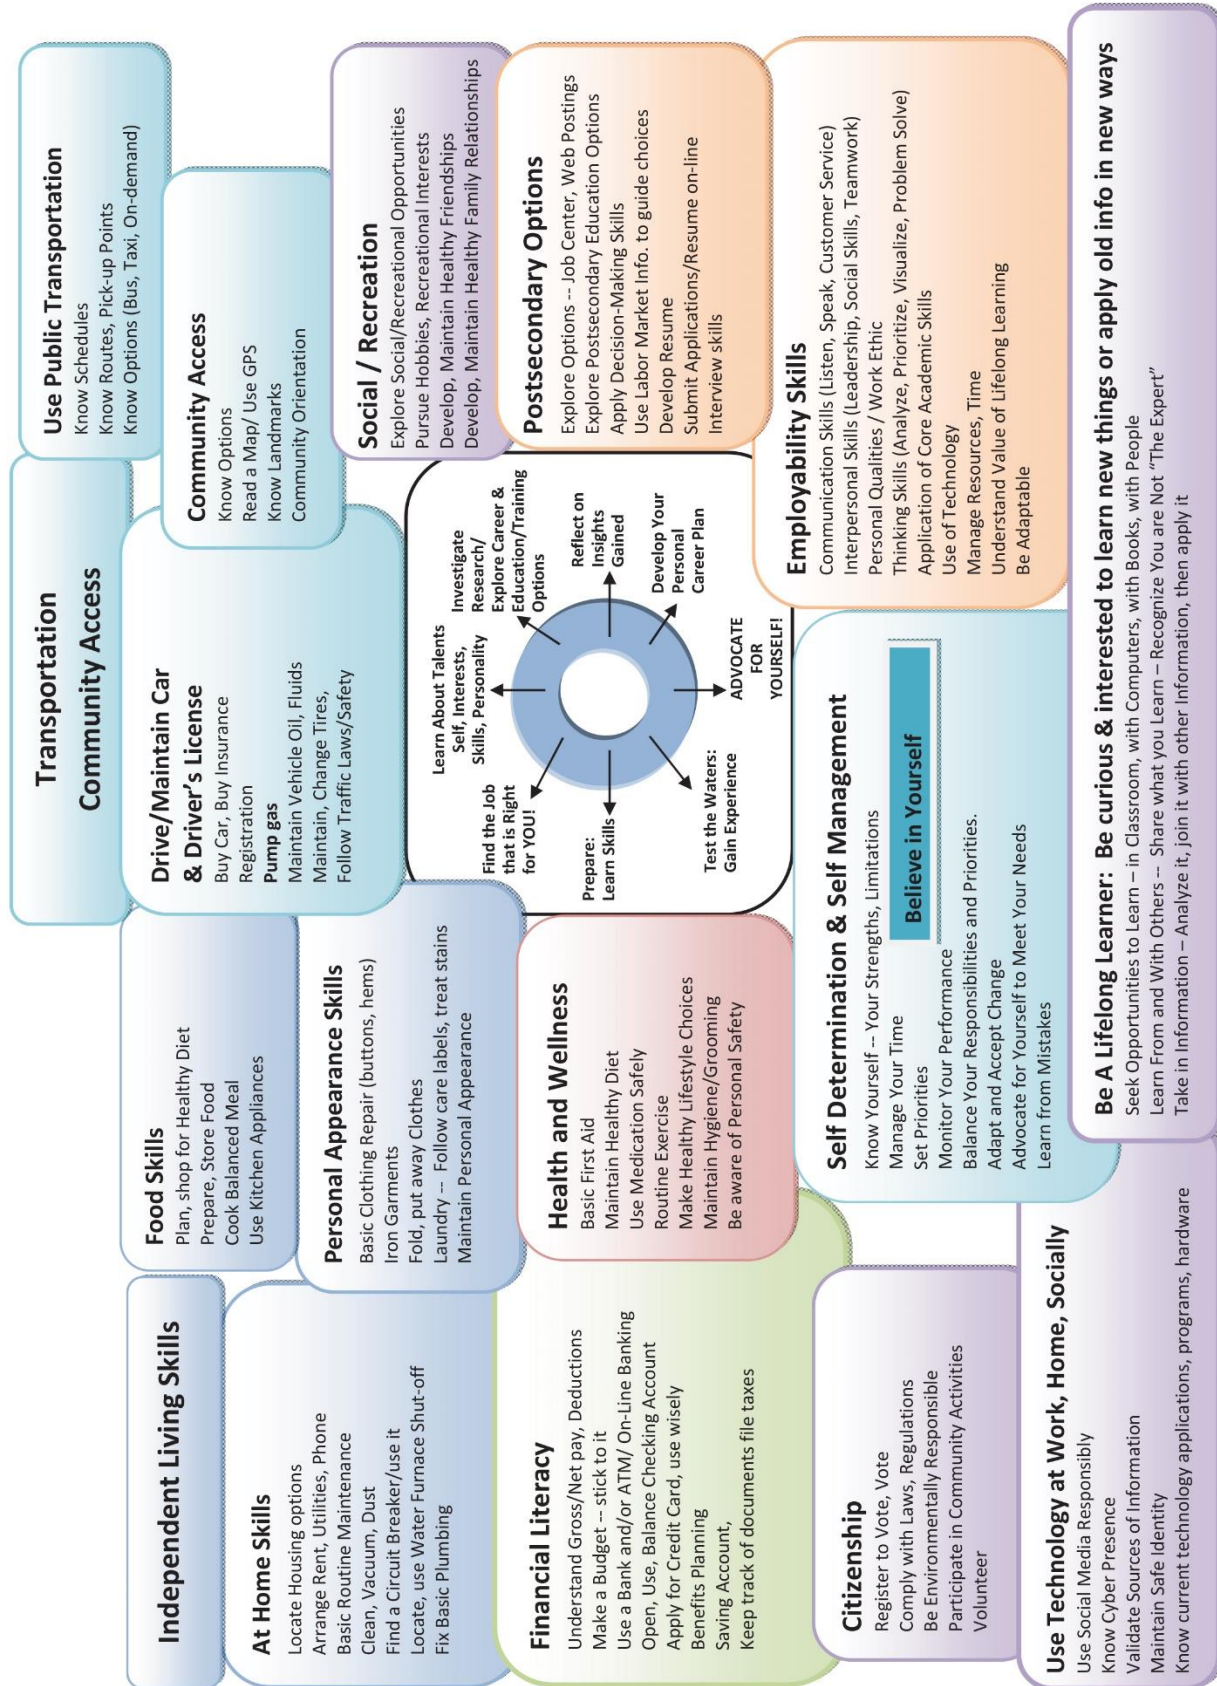 Independent Living Skills
At Home Skills
Locate Housing options
Arrange Rent, Utilities, Phone
Basic Routine Maintenance
Clean, Vacuum, Dust
Find a Circuit Breaker/use it
Locate, use Water Furnace Shut-off
Fix Basic Plumbing
Food Skills
Plan, shop for Healthy Diet
Prepare, Store Food
Cook Balanced Meal
Use Kitchen Appliances
Personal Appearance Skills
Basic Clothing Repair (buttons, hems)
Iron Garments
Fold, put away Clothes
Laundry -- Follow care labels, treat stains
Maintain Personal Appearance
Transportation
Community Access
Drive/Maintain Car
& Driver's License
Buy Car, Buy Insurance
Registration
Pump gas
Maintain Vehicle Oil, Fluids
Maintain, Change Tires,
Follow Traffic Laws/Safety
Use Public Transportation
Know Schedules
Know Routes, Pick-up Points
Know Options (Bus, Taxi, On-demand)
Community Access
Know Options
Read a Map/ Use GPS
Know Landmarks
Community Orientation
Financial Literacy
Understand Gross/Net pay, Deductions
Make a Budget -- stick to it
Use a Bank and/or ATM/ On-Line Banking
Open, Use, Balance Checking Account
Apply for Credit Card, use wisely
Benefits Planning
Saving Account,
Keep track of documents file taxes
Health and Wellness
Basic First Aid
Maintain Healthy Diet
Use Medication Safely
Routine Exercise
Make Healthy Lifestyle Choices
Maintain Hygiene/Grooming
Be aware of Personal Safety
Find the Job
that is Right
for YOU!
Learn About Talents
Self, Interests,
Skills, Personality
Investigate
Research/
Explore Career &
Education/Training
Options
Reflect on
Insights
Gained
Develop Your
Personal
Career Plan
ADVOCATE
FOR
YOURSELF!
Test the Waters:
Gain Experience
Prepare:
Learn Skills
Social / Recreation
Explore Social/Recreational Opportunities
Pursue Hobbies, Recreational Interests
Develop, Maintain Healthy Friendships
Develop, Maintain Healthy Family Relationships
Postsecondary Options
Explore Options -- Job Center, Web Postings
Explore Postsecondary Education Options
Apply Decision-Making Skills
Use Labor Market Info. to guide choices
Develop Resume
Submit Applications/Resume on-line
Interview skills
Citizenship
Register to Vote, Vote
Comply with Laws, Regulations
Be Environmentally Responsible
Participate in Community Activities
Volunteer
Self Determination & Self Management
Know Yourself -- Your Strengths, Limitations
Manage Your Time
Set Priorities
Monitor Your Performance
Balance Your Responsibilities and Priorities.
Adapt and Accept Change
Advocate for Yourself to Meet Your Needs
Learn from Mistakes
Believe in Yourself
Employability Skills
Communication Skills (Listen, Speak, Customer Service)
Interpersonal Skills (Leadership, Social Skills, Teamwork)
Personal Qualities / Work Ethic
Thinking Skills (Analyze, Prioritize, Visualize, Problem Solve)
Application of Core Academic Skills
Use of Technology
Manage Resources, Time
Understand Value of Lifelong Learning
Be Adaptable
Use Technology at Work, Home, Socially
Use Social Media Responsibly
Know Cyber Presence
Validate Sources of Information
Maintain Safe Identity
Know current technology applications, programs, hardware
Be A Lifelong Learner: Be curious & interested to learn new things or apply old info in new ways
Seek Opportunities to Learn – in Classroom, with Computers, with Books, with People
Learn From and With Others -- Share what you Learn – Recognize You are Not "The Expert"
Take in Information – Analyze it, join it with other Information, then apply it